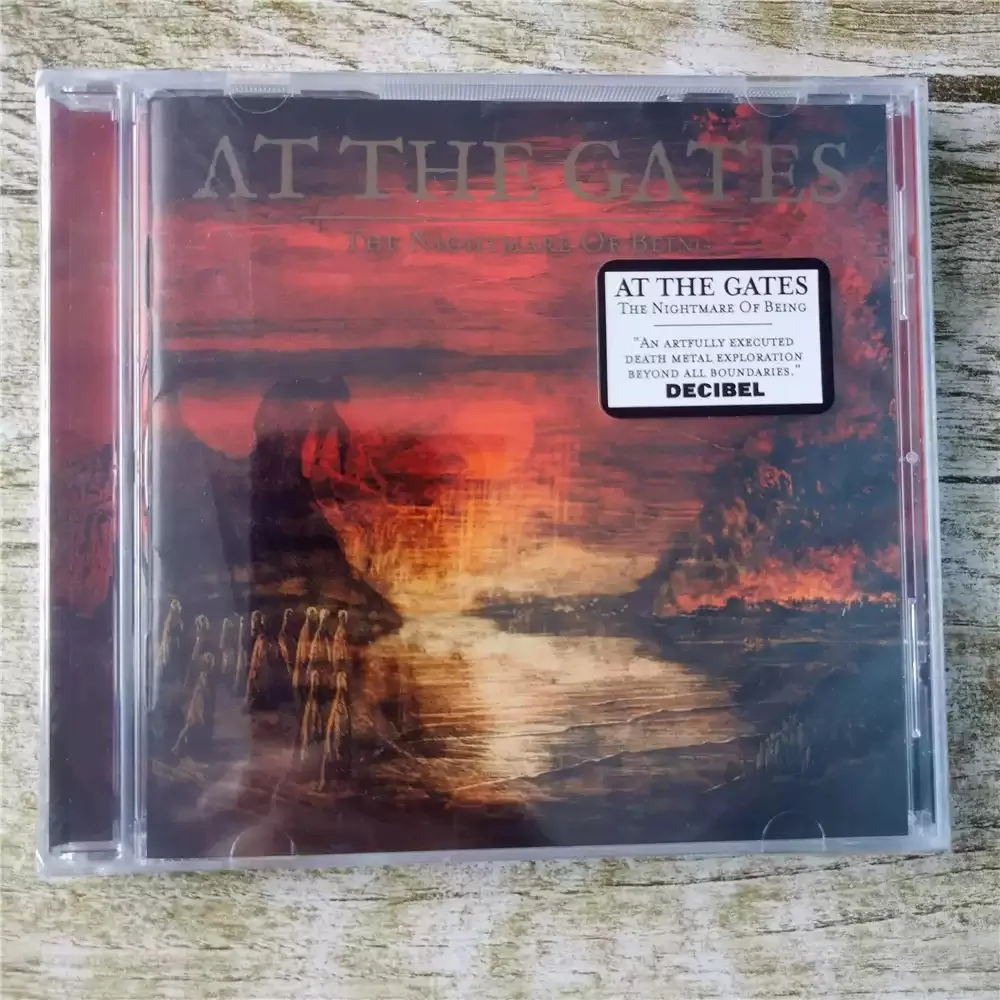 AT THE GATES
THE NIGHTMARE OF BEING
AT THE GATES
THE NIGHTMARE OF BEING
"AN ARTFULLY EXECUTED
DEATH METAL EXPLORATION
BEYOND ALL BOUNDARIES."
DECIBEL